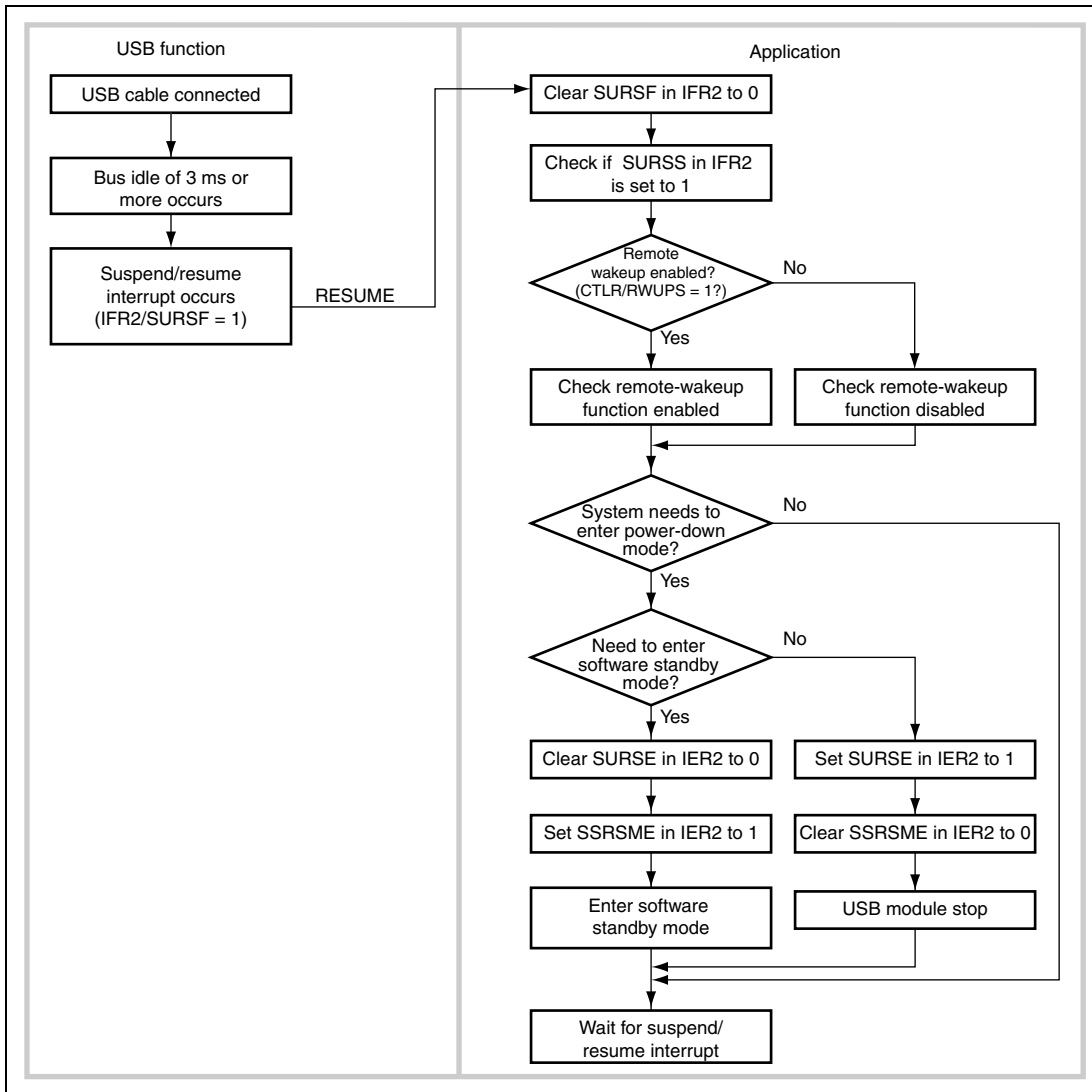 USB function
USB cable connected
Bus idle of 3 ms or
more occurs
Suspend/resume
interrupt occurs
(IFR2/SURSF = 1)
RESUME
Application
Clear SURSF in IFR2 to 0
Check if SURSS in IFR2
is set to 1
Remote
wakeup enabled?
(CTLR/RWUPS = 1?)
No
Yes
Check remote-wakeup
function enabled
Check remote-wakeup
function disabled
System needs to
enter power-down
mode?
No
Yes
Need to enter
software standby
mode?
No
Yes
Clear SURSE in IER2 to 0
Set SURSE in IER2 to 1
Set SSRSME in IER2 to 1
Clear SSRSME in IER2 to 0
Enter software
standby mode
USB module stop
Wait for suspend/
resume interrupt